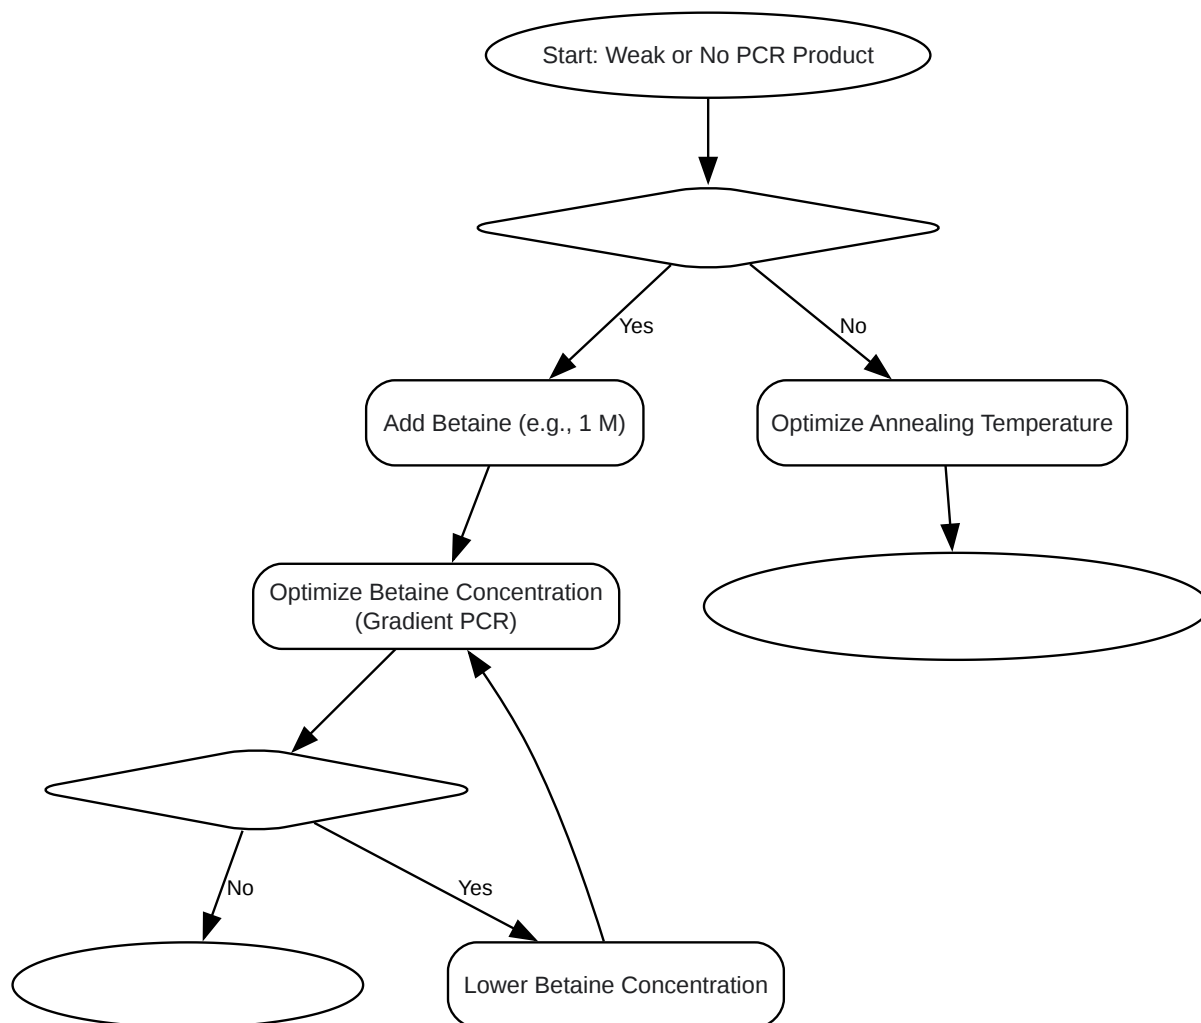 Start: Weak or No PCR Product
Yes
No
Add Betaine (e.g., 1 M)
Optimize Annealing Temperature
Optimize Betaine Concentration
(Gradient PCR)
No
Yes
Lower Betaine Concentration